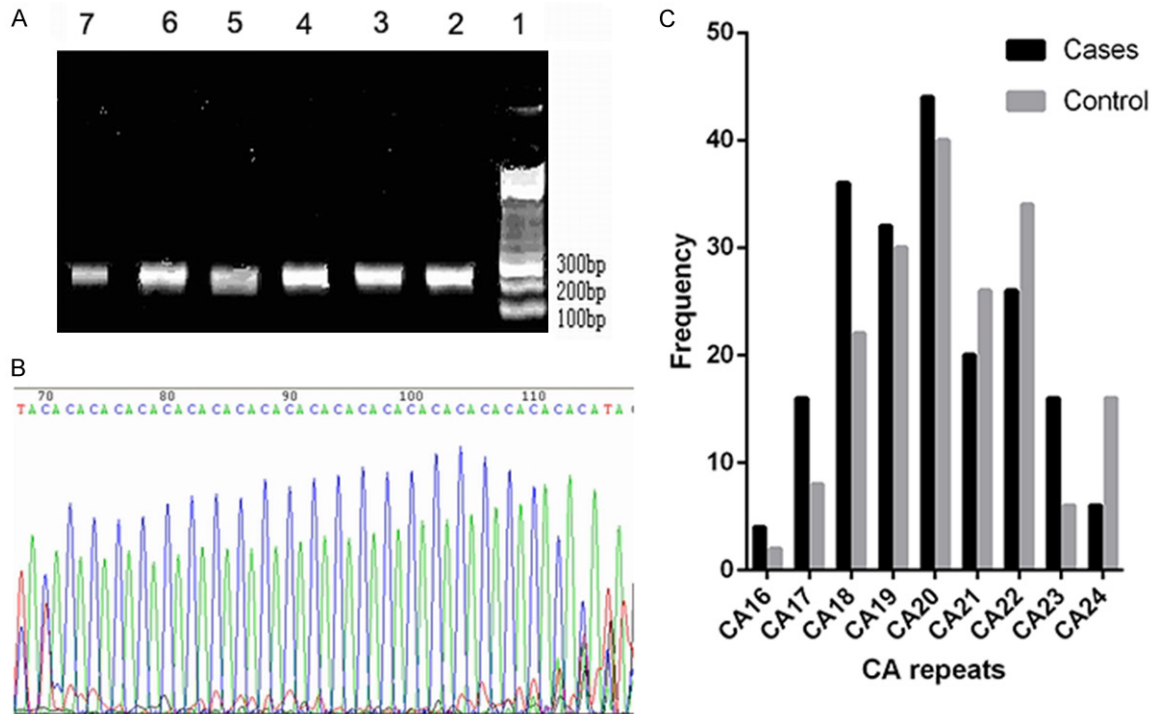 A
7 6 5 4 3 2 1
300bp
200bp
100bp
B
70 80 90 100 110
TACACACACACACACACACACACACACACACACACACACACACACACATA
C
50
40
30
20
10
0
Frequency
Cases
Control
CA16 CA17 CA18 CA19 CA20 CA21 CA22 CA23 CA24
CA repeats